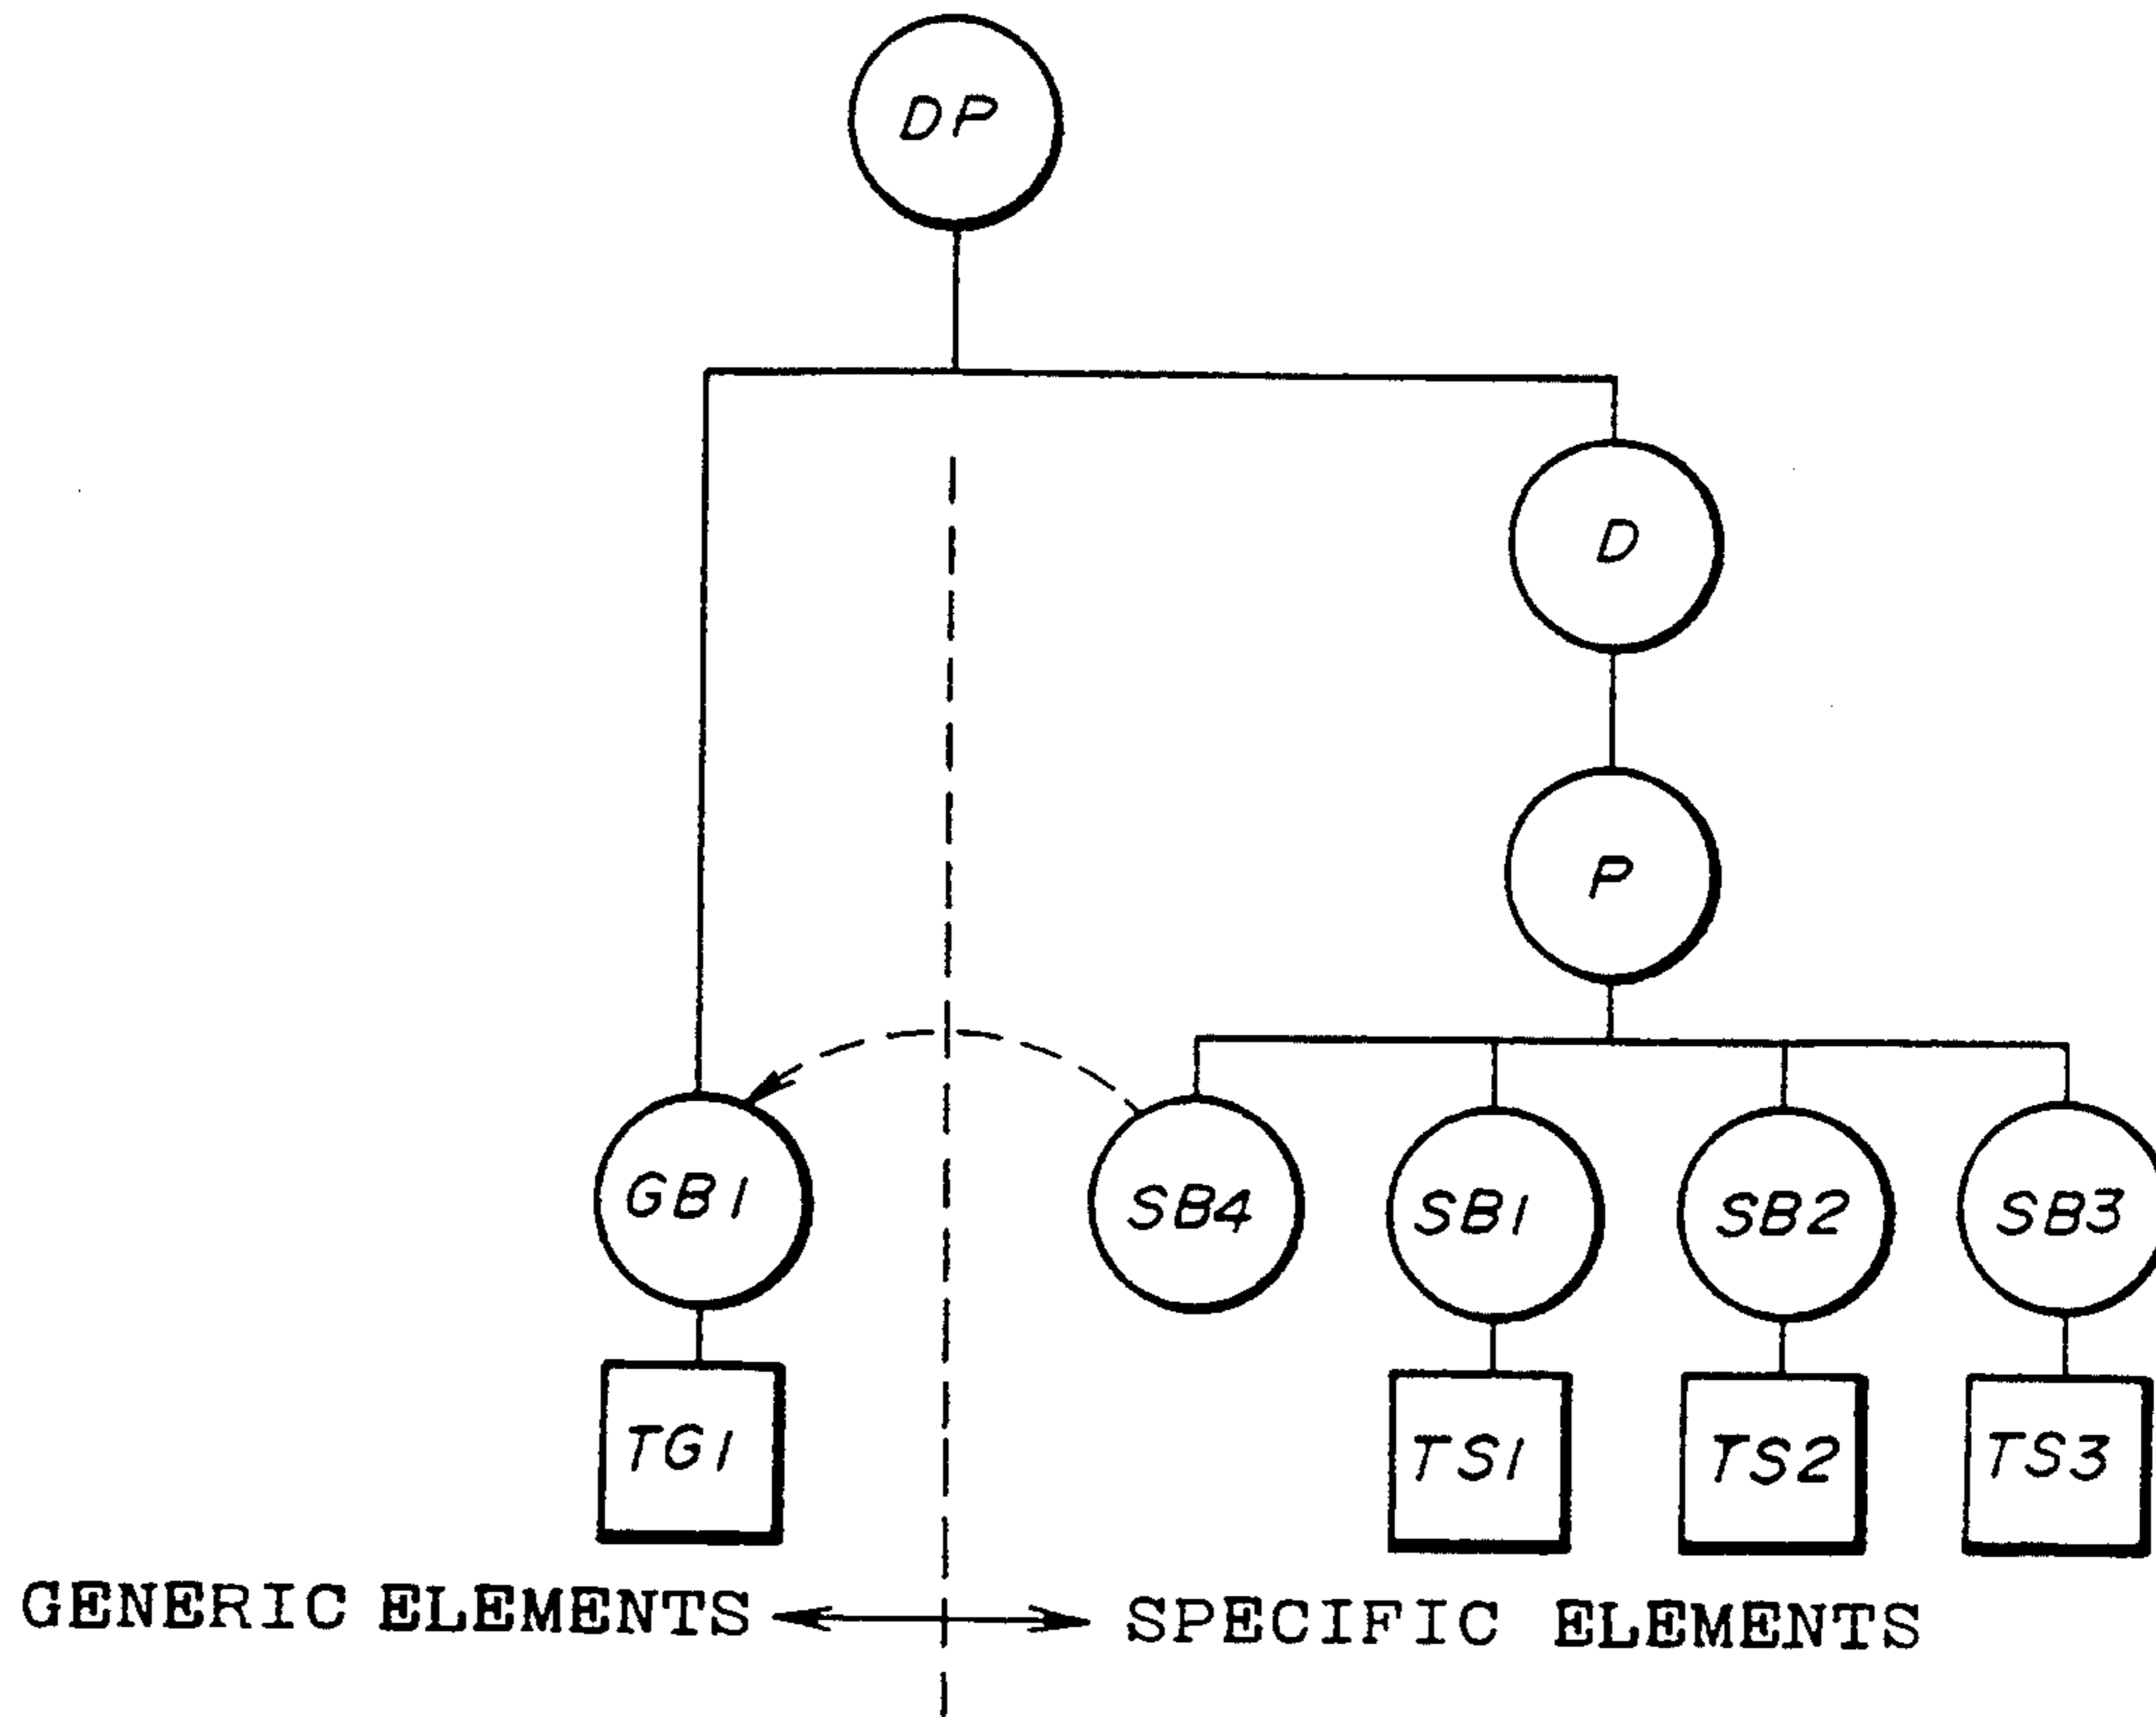 DP
D
P
GB1
SB4
SB1
SB2
SB3
TG1
TS1
TS2
TS3
GENERIC ELEMENTS
SPECIFIC ELEMENTS